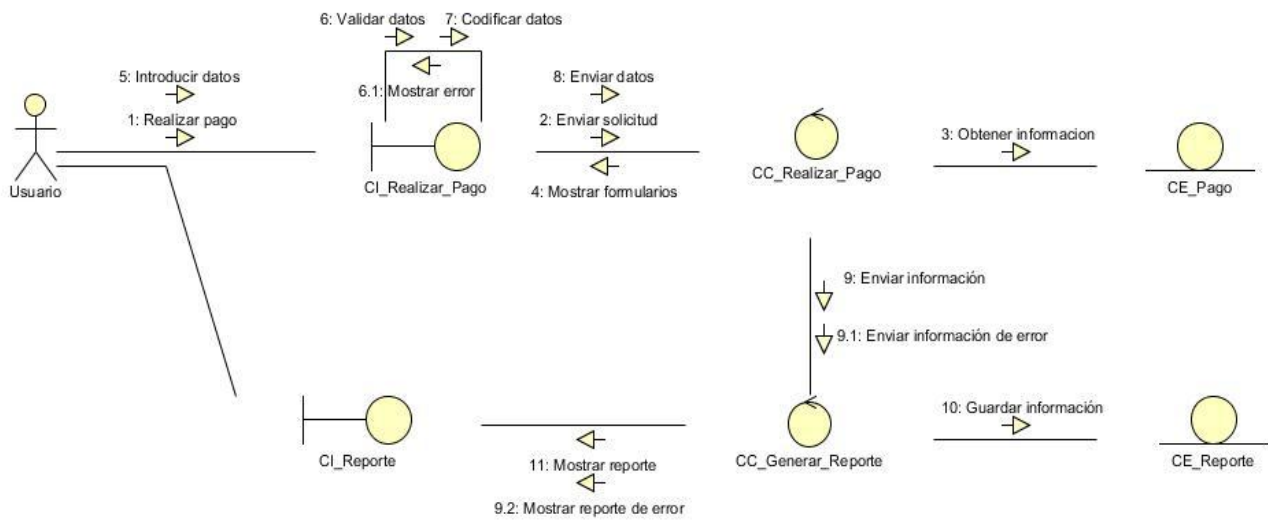 6: Validar datos
7: Codificar datos
5: Introducir datos
6.1: Mostrar error
8: Enviar datos
1: Realizar pago
2: Enviar solicitud
3: Obtener informacion
Usuario
CI_Realizar_Pago
4: Mostrar formularios
CC_Realizar_Pago
CE_Pago
9: Enviar información
9.1: Enviar información de error
10: Guardar información
CI_Reporte
11: Mostrar reporte
CC_Generar_Reporte
CE_Reporte
9.2: Mostrar reporte de error